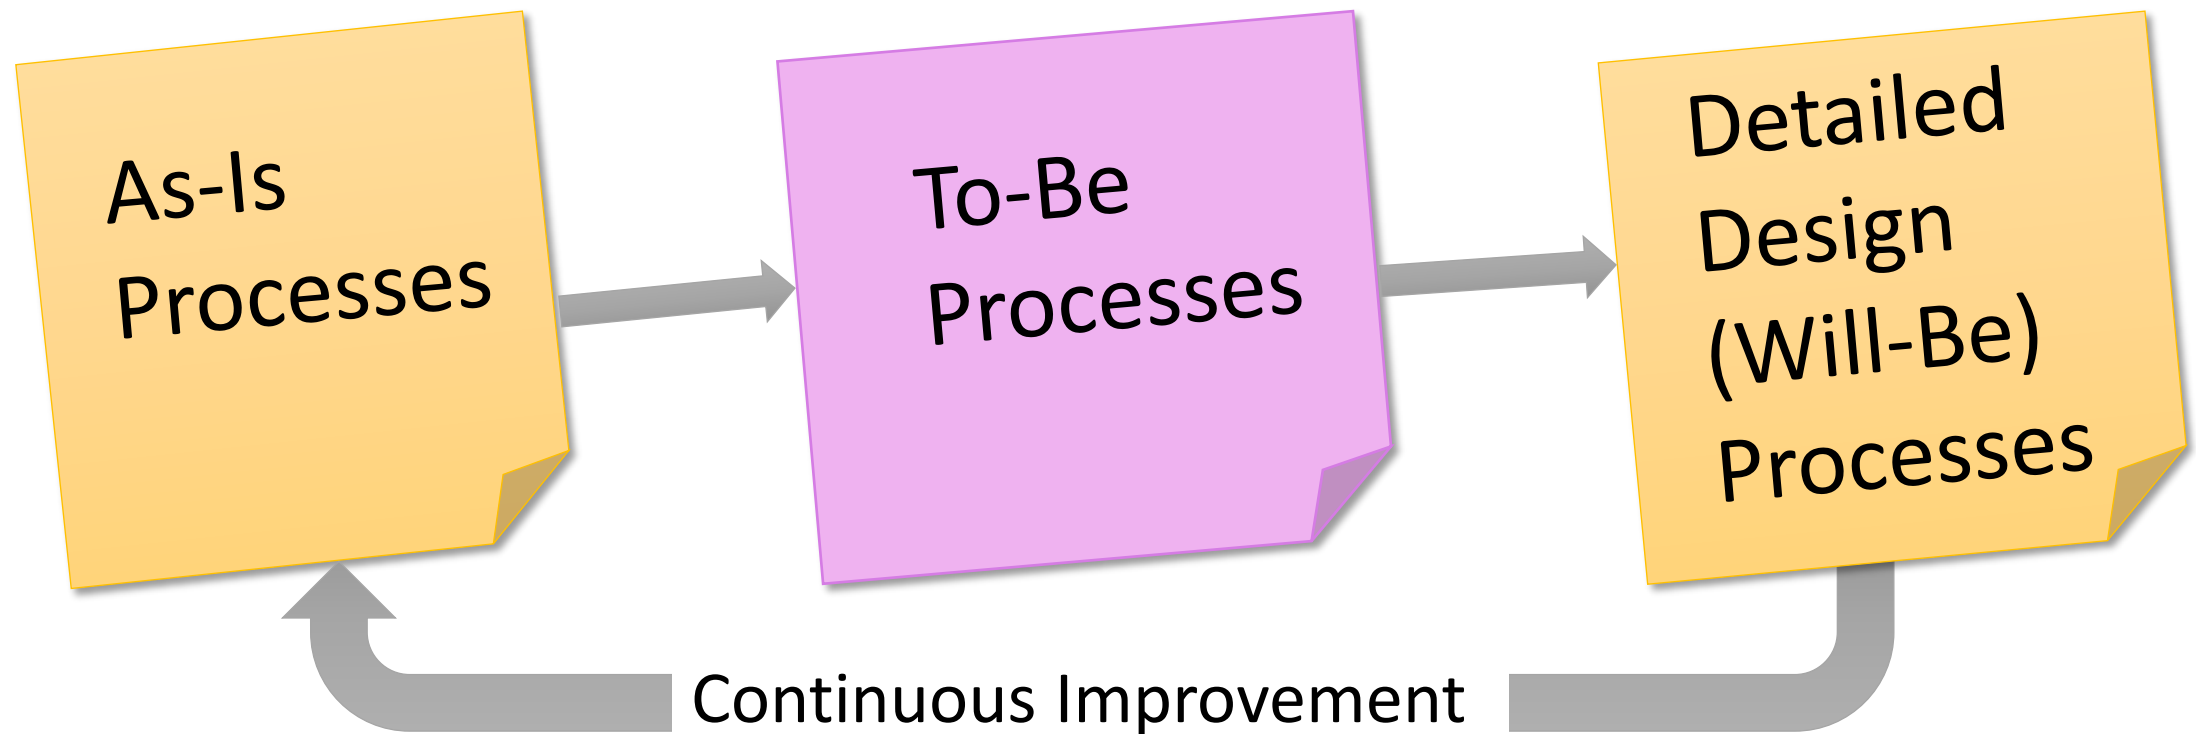 As-Is
Processes
To-Be
Processes
Detailed
Design
(Will-Be)
Processes
Continuous Improvement